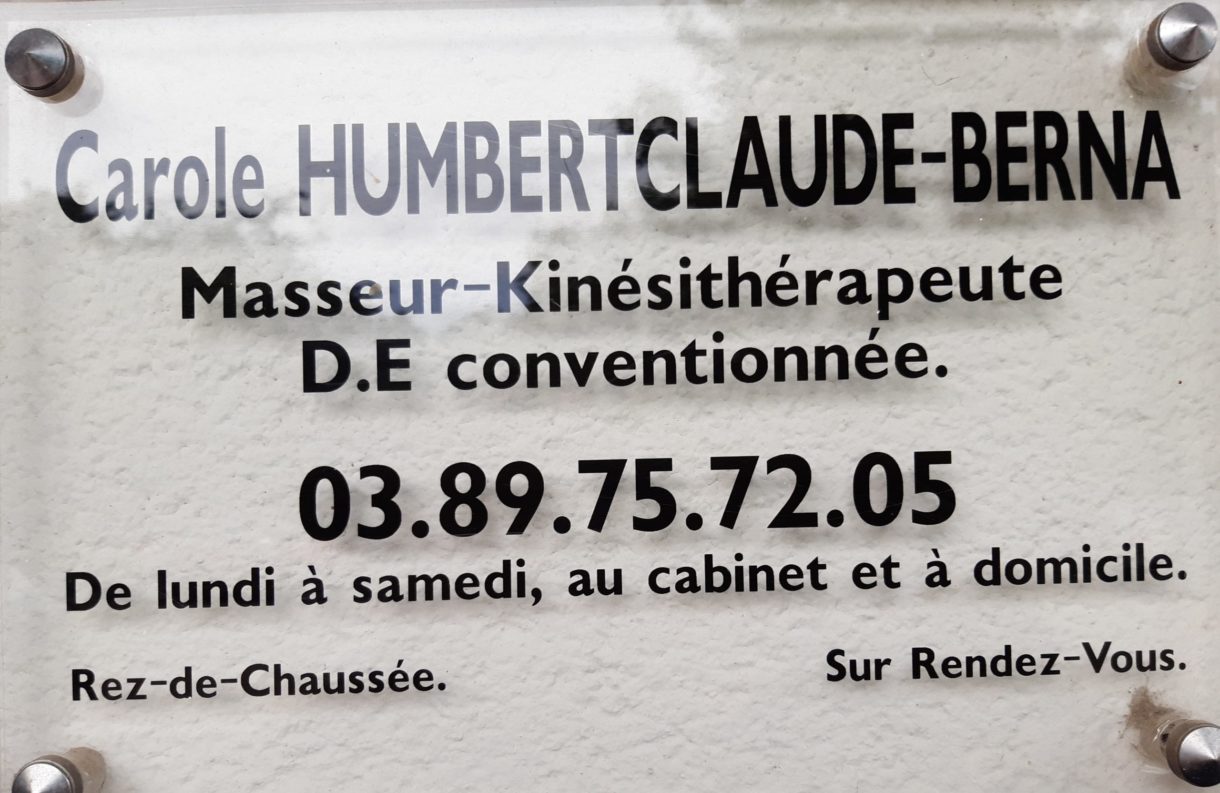 Carole HUMBERTCLAUDE-BERNA
Masseur-Kinésithérapeute
D.E conventionnée.
03.89.75.72.05
De lundi à samedi, au cabinet et à domicile.
Rez-de-Chaussée.
Sur Rendez-Vous.